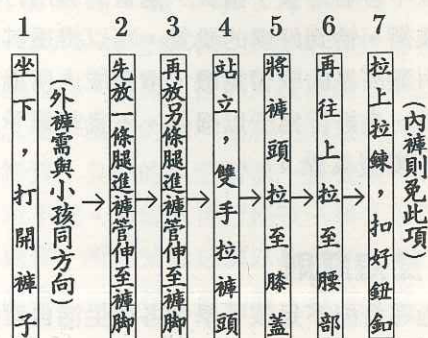 1
坐下，打開褲子
(外褲需與小孩同方向)
2
先放一條腿進褲管伸至褲脚
3
再放另條腿進褲管伸至褲脚
4
站立，雙手拉褲頭
5
將褲頭拉至膝蓋
6
再往上拉至腰部
7
拉上拉鍊，扣好鈕釦
(內褲則免此項)